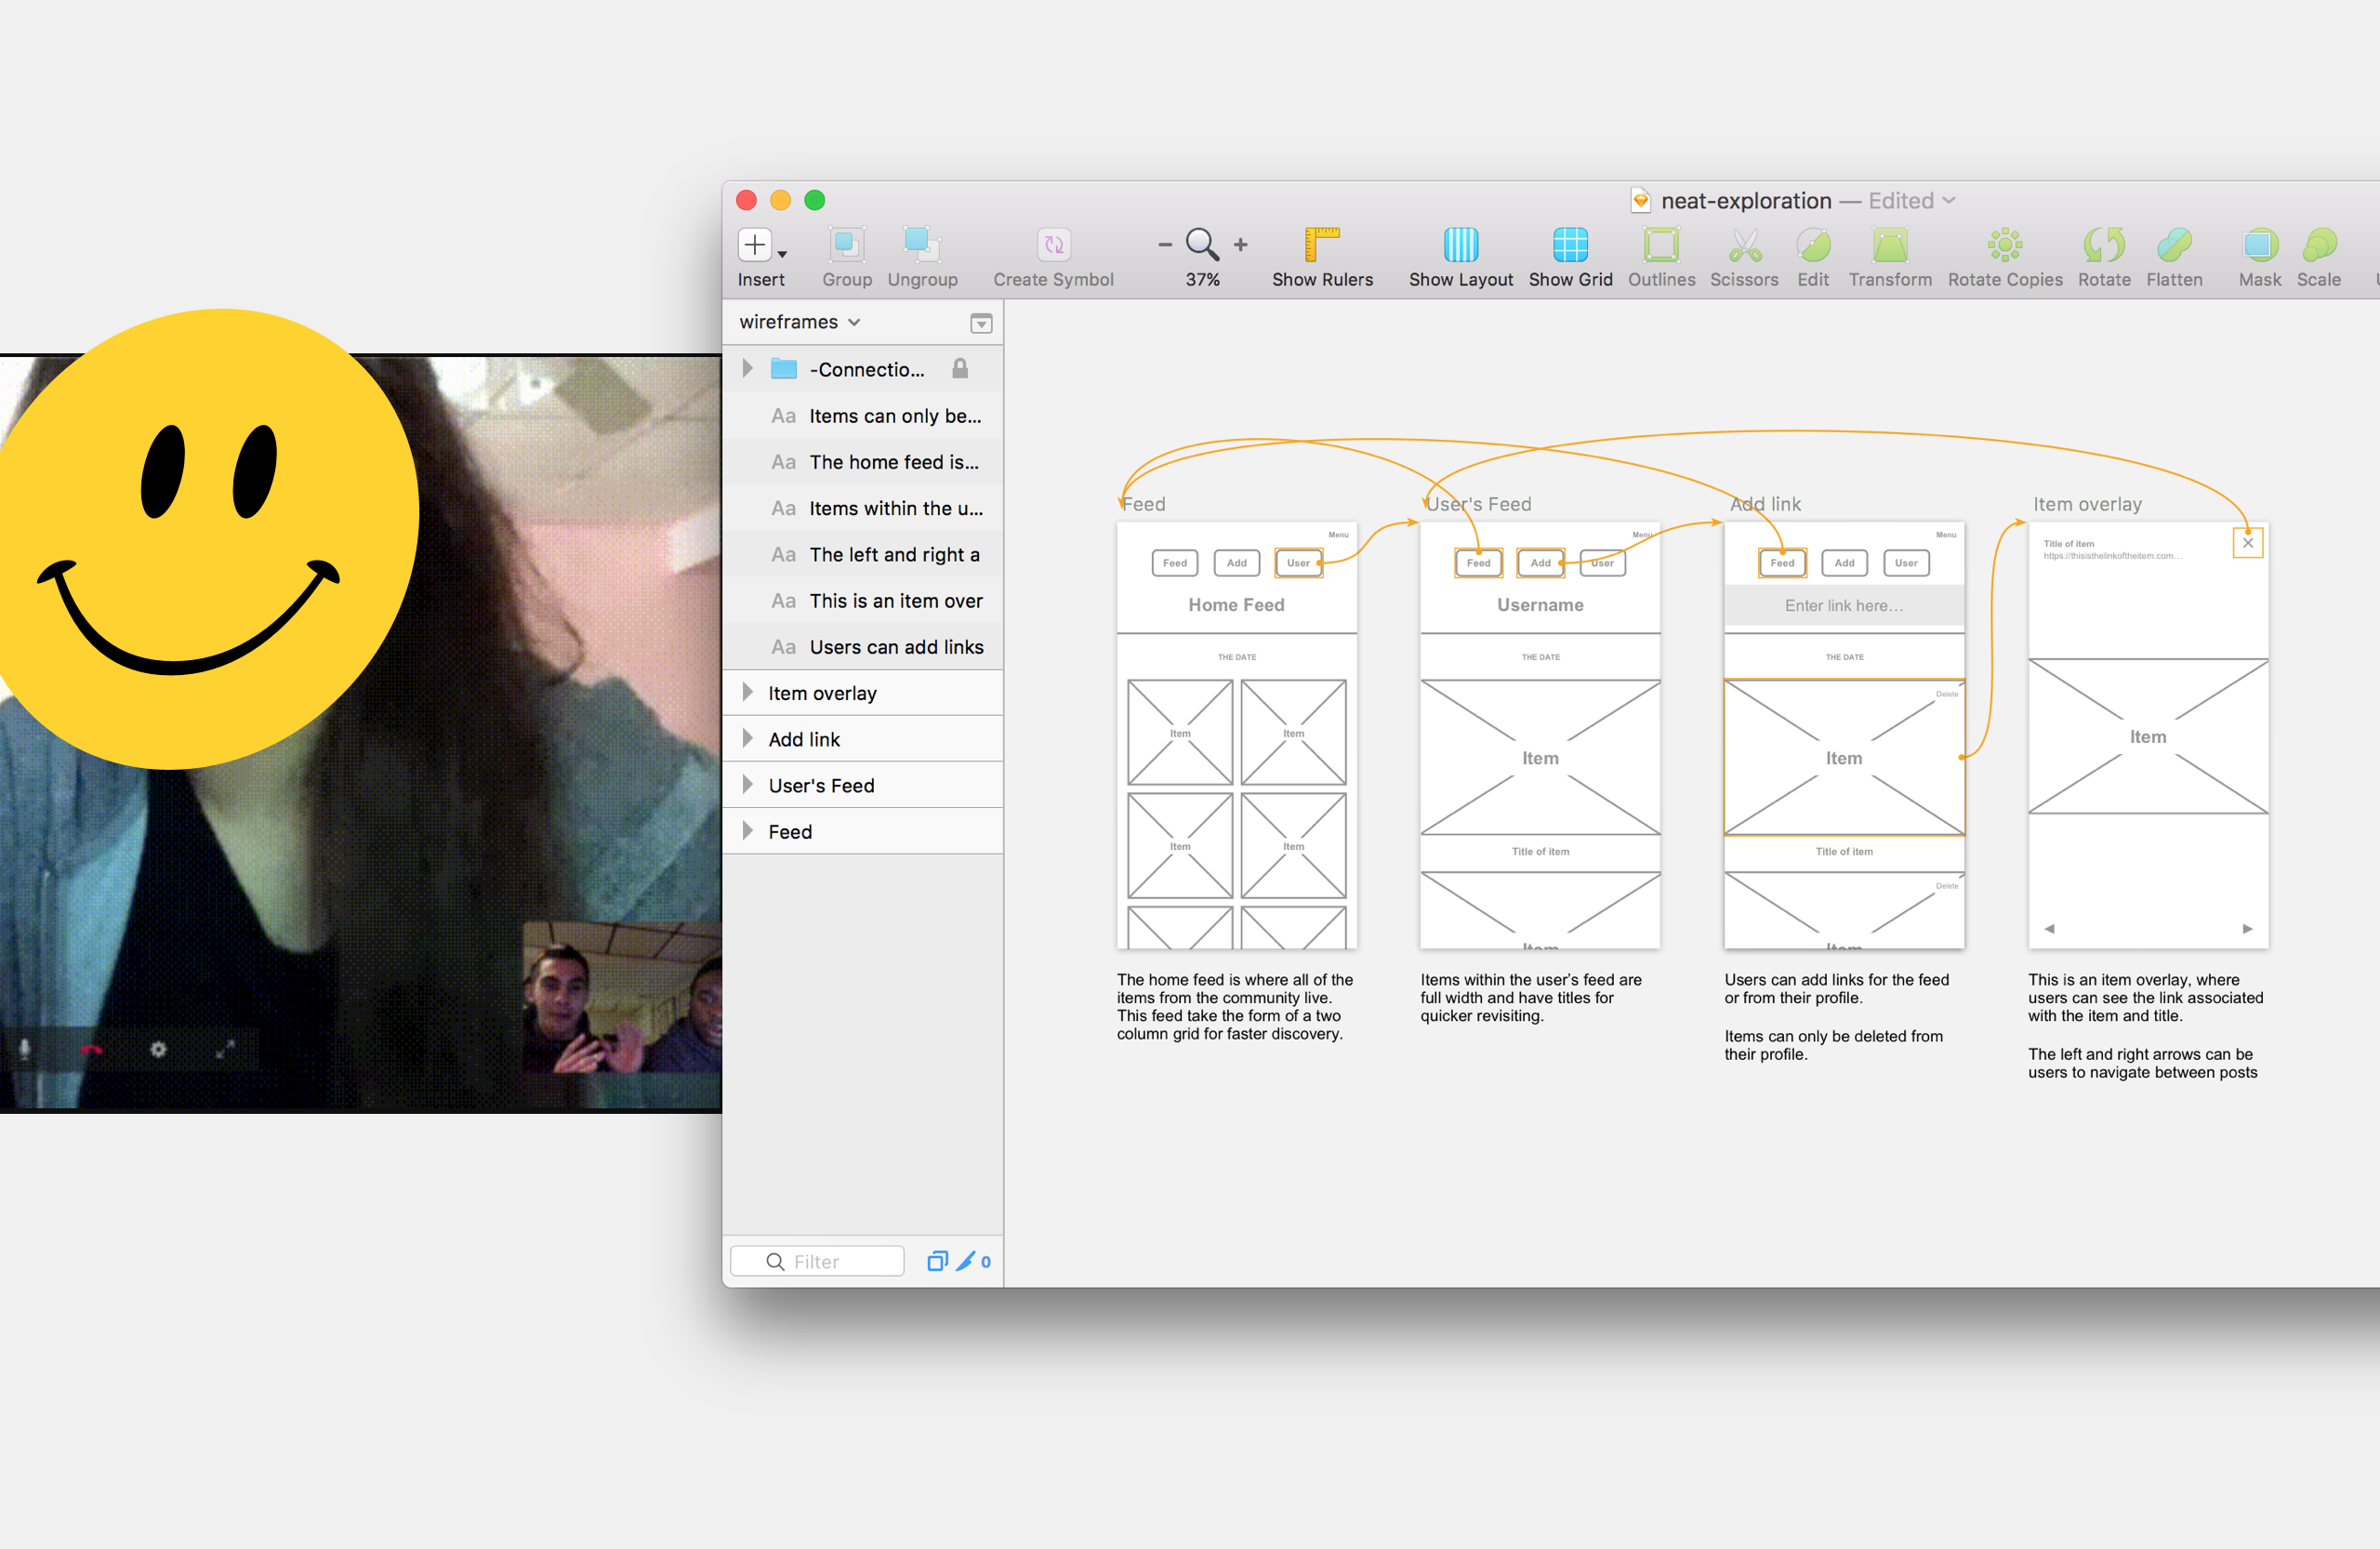 neat-exploration — Edited
Insert
Group
Ungroup
Create Symbol
37%
Show Rulers
Show Layout
Show Grid
Outlines
Scissors
Edit
Transform
Rotate Copies
Rotate
Flatten
Mask
Scale
wireframes
-Connectio...
Aa Items can only be...
Aa The home feed is...
Aa Items within the u...
Aa The left and right a
Aa This is an item over
Aa Users can add links
Item overlay
Add link
User's Feed
Feed
Filter
0
Feed
Menu
Feed Add User
Home Feed
THE DATE
Item Item
Item Item
The home feed is where all of the
items from the community live.
This feed take the form of a two
column grid for faster discovery.
User's Feed
Menu
Feed Add User
Username
THE DATE
Item
Title of item
Item
Items within the user's feed are
full width and have titles for
quicker revisiting.
Add link
Menu
Feed Add User
Enter link here...
THE DATE
Delete
Item
Title of item
Delete
Item
Users can add links for the feed
or from their profile.
Items can only be deleted from
their profile.
Item overlay
Title of item
https://thisisthelinkoftheitem.com...
Item
This is an item overlay, where
users can see the link associated
with the item and title.
The left and right arrows can be
users to navigate between posts